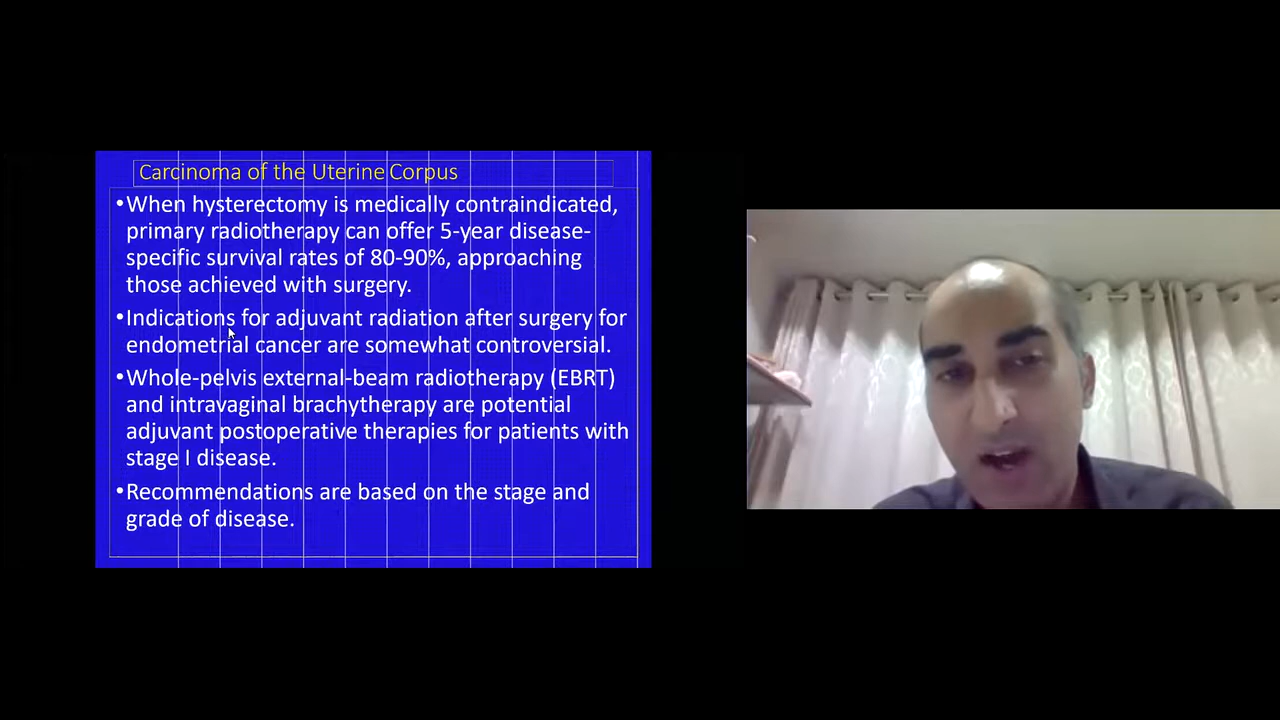 Carcinoma of the Uterine Corpus
•When hysterectomy is medically contraindicated,
primary radiotherapy can offer 5-year disease-
specific survival rates of 80-90%, approaching
those achieved with surgery.
•Indications for adjuvant radiation after surgery for
endometrial cancer are somewhat controversial.
•Whole-pelvis external-beam radiotherapy (EBRT)
and intravaginal brachytherapy are potential
adjuvant postoperative therapies for patients with
stage I disease.
•Recommendations are based on the stage and
grade of disease.